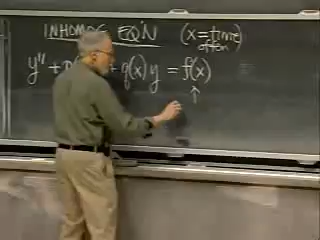 INHOMOG EQ'N (x = time)
often
y" + p + q(x) y = f(x)
↑